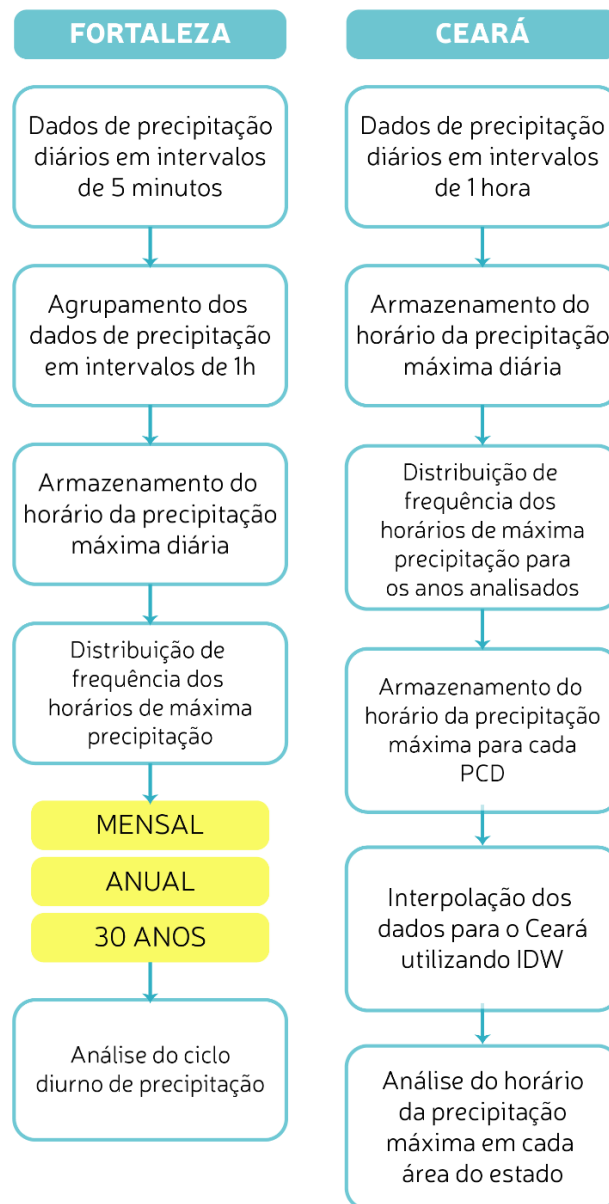 FORTALEZA
Dados de precipitação
diários em intervalos
de 5 minutos
Agrupamento dos
dados de precipitação
em intervalos de 1h
Armazenamento do
horário da precipitação
máxima diária
Distribuição de
frequência dos
horários de máxima
precipitação
MENSAL
ANUAL
30 ANOS
Análise do ciclo
diurno de precipitação
CEARÁ
Dados de precipitação
diários em intervalos
de 1 hora
Armazenamento do
horário da precipitação
máxima diária
Distribuição de
frequência dos
horários de máxima
precipitação para
os anos analisados
Armazenamento do
horário da precipitação
máxima para cada
PCD
Interpolação dos
dados para o Ceará
utilizando IDW
Análise do horário
da precipitação
máxima em cada
área do estado